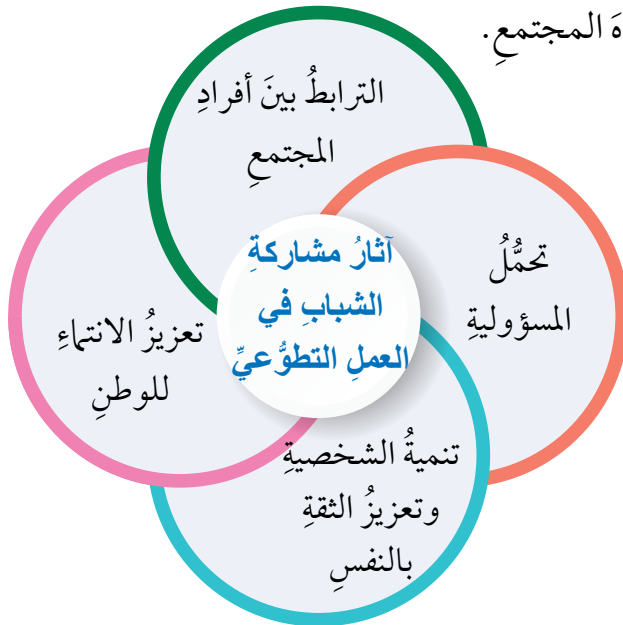 هَ المجتمعِ.
الترابطُ بينَ أفرادِ
المجتمعِ
تحمُّلُ
المسؤوليةِ
آثارُ مشاركةِ
الشبابِ في
العملِ التطوُّعيِّ
تعزيزُ الانتماءِ
للوطنِ
تنميةُ الشخصيةِ
وتعزيزُ الثقةِ
بالنفسِ